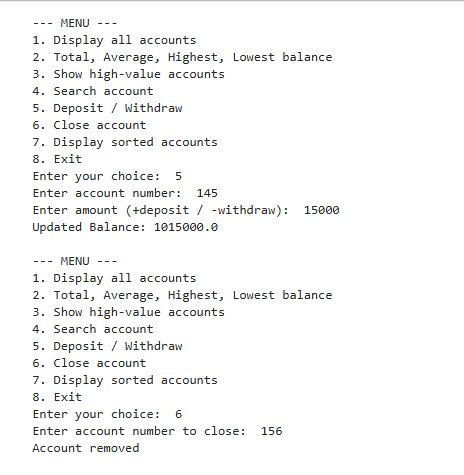 --- MENU ---
1. Display all accounts
2. Total, Average, Highest, Lowest balance
3. Show high-value accounts
4. Search account
5. Deposit / Withdraw
6. Close account
7. Display sorted accounts
8. Exit
Enter your choice:  5
Enter account number:  145
Enter amount (+deposit / -withdraw):  15000
Updated Balance: 1015000.0

--- MENU ---
1. Display all accounts
2. Total, Average, Highest, Lowest balance
3. Show high-value accounts
4. Search account
5. Deposit / Withdraw
6. Close account
7. Display sorted accounts
8. Exit
Enter your choice:  6
Enter account number to close:  156
Account removed